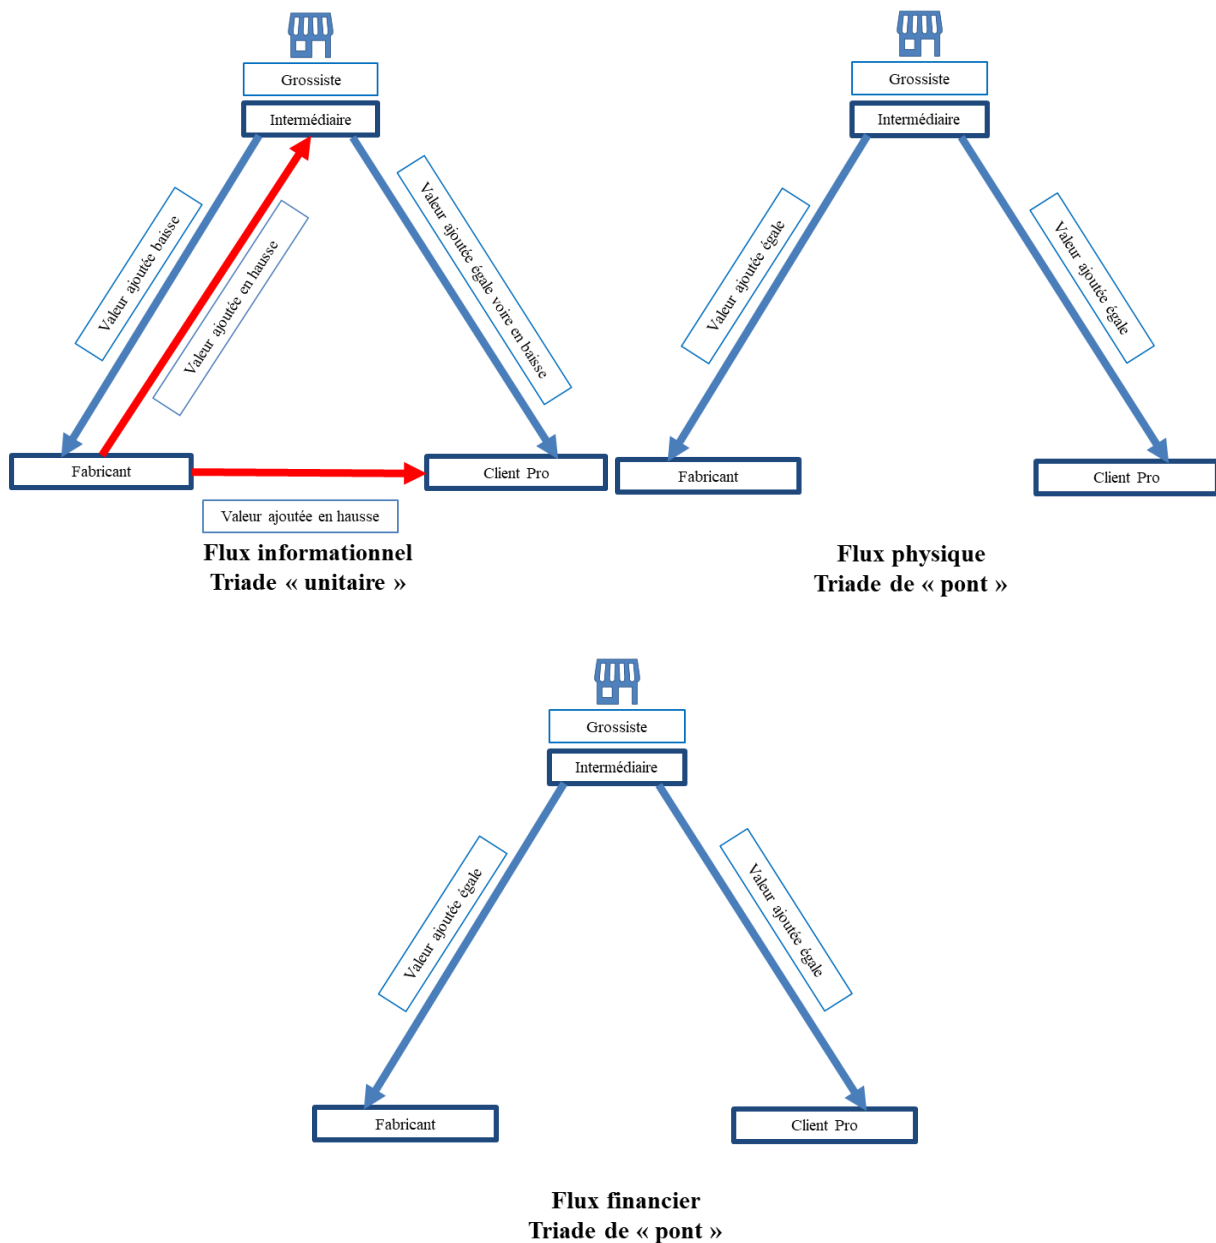 Grossiste
Intermédiaire
Valeur ajoutée baisse
Valeur ajoutée en hausse
Valeur ajoutée
égale voire en baisse
Fabricant
Client Pro
Valeur ajoutée en hausse
Flux informationnel
Triade « unitaire »
Grossiste
Intermédiaire
Valeur ajoutée égale
Valeur ajoutée
égale
Fabricant
Client Pro
Flux physique
Triade de « pont »
Grossiste
Intermédiaire
Valeur ajoutée égale
Valeur ajoutée
égale
Fabricant
Client Pro
Flux financier
Triade de « pont »